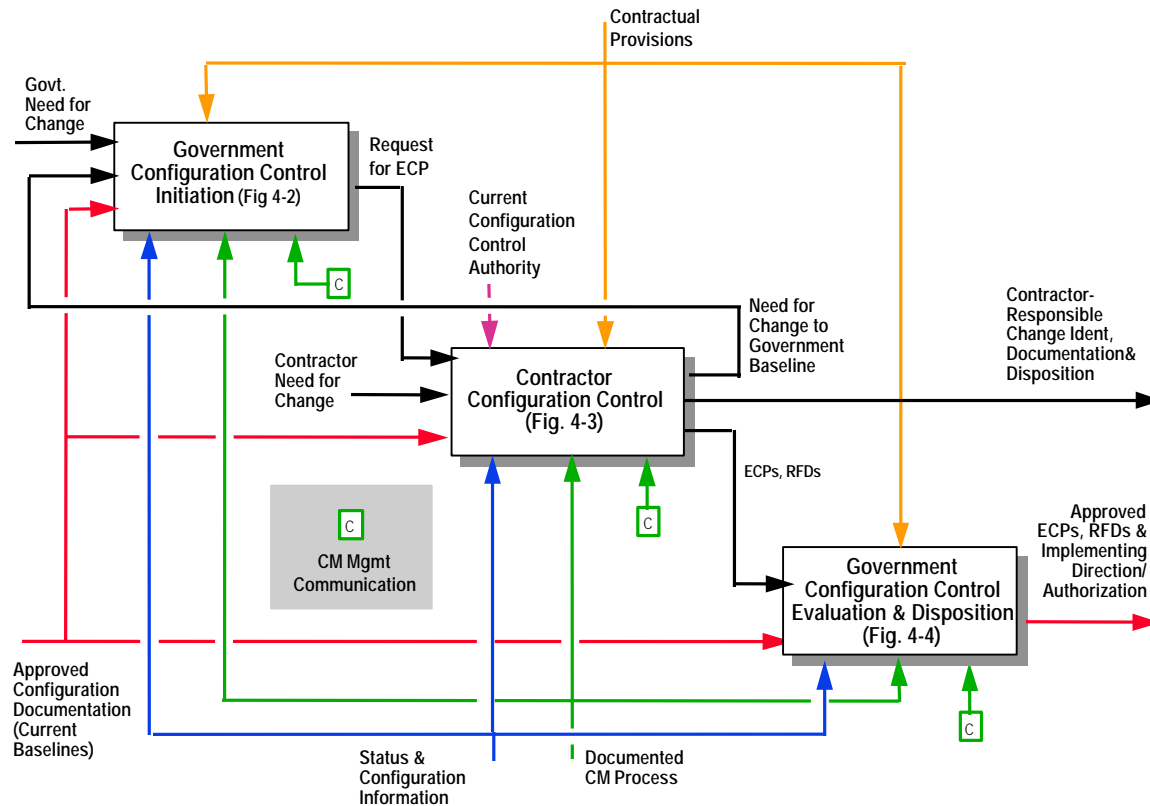 Contractual
Provisions
Govt.
Need for
Change
Government
Configuration Control
Initiation (Fig 4-2)
Request
for ECP
Current
Configuration
Control
Authority
C
Need for
Change to
Government
Baseline
Contractor-
Responsible
Change Ident,
Documentation&
Disposition
Contractor
Need for
Change
Contractor
Configuration Control
(Fig. 4-3)
ECPs, RFDs
C
C
CM Mgmt
Communication
Government
Configuration Control
Evaluation & Disposition
(Fig. 4-4)
Approved
ECPs, RFDs &
Implementing
Direction/
Authorization
Approved
Configuration
Documentation
(Current
Baselines)
C
Status &
Configuration
Information
Documented
CM Process